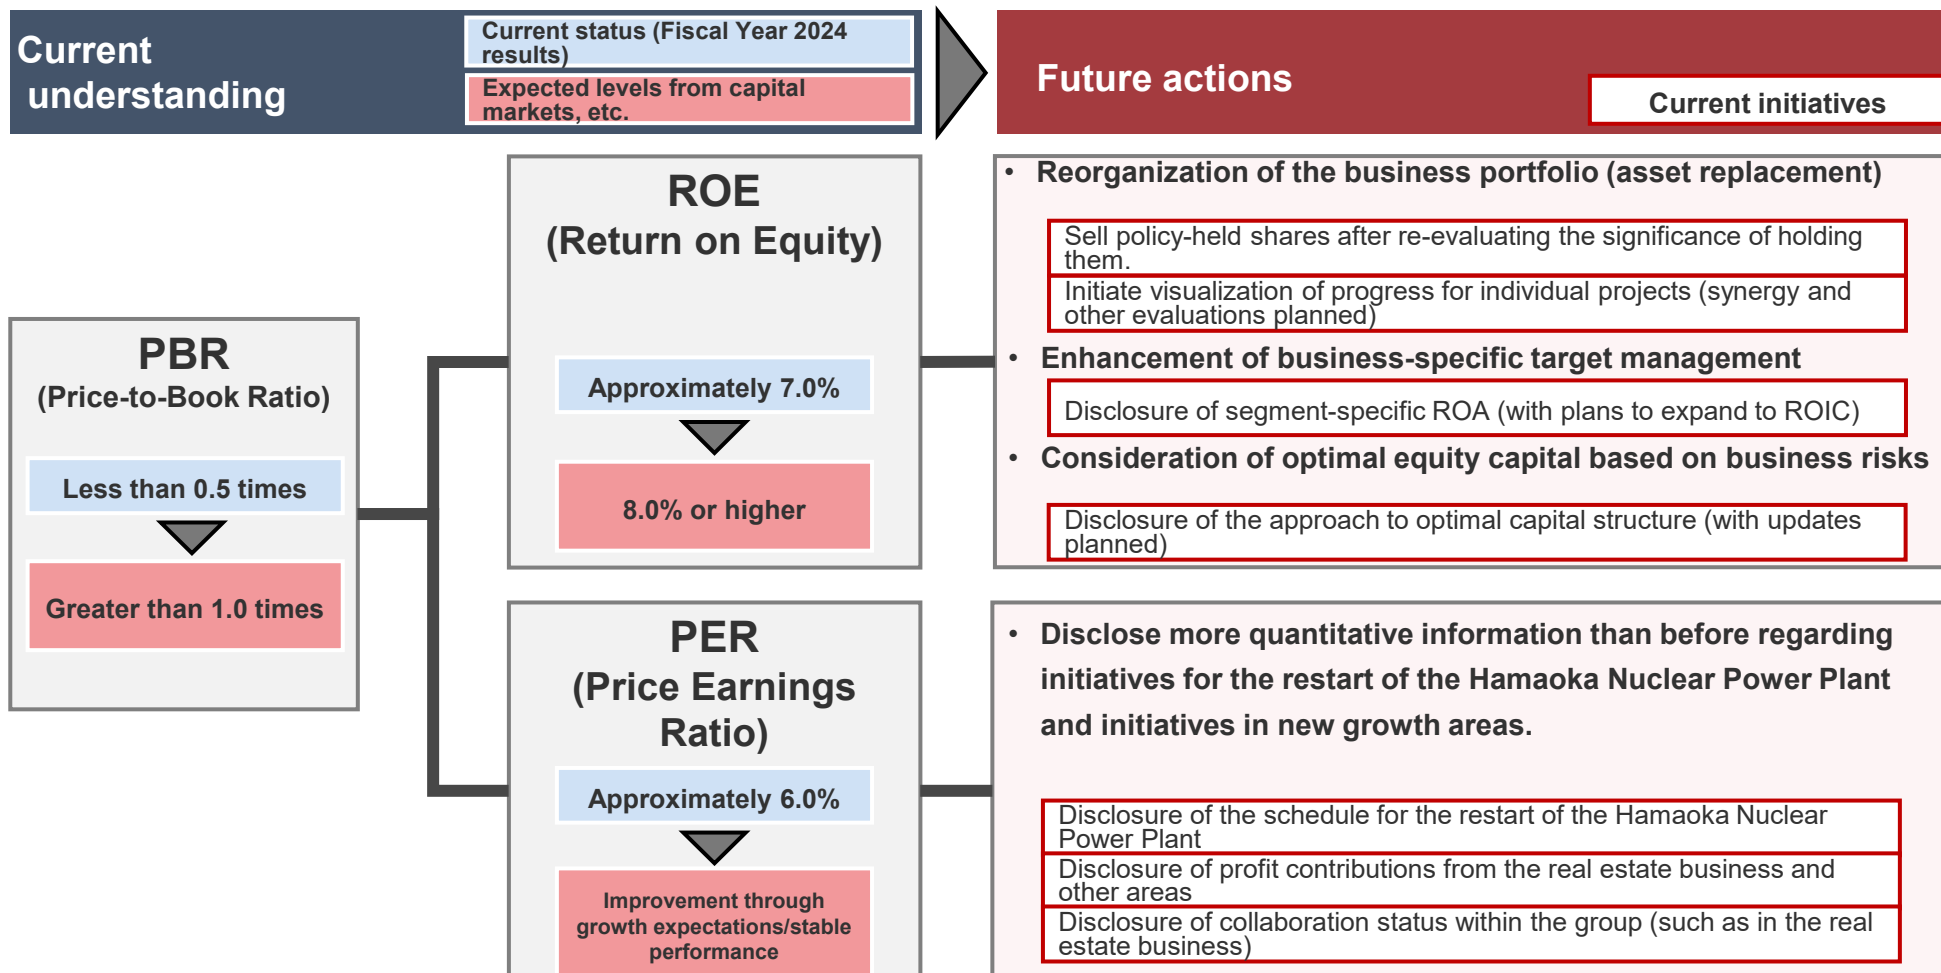 Current
understanding
Current status (Fiscal Year 2024
results)
Expected levels from capital
markets, etc.
Future actions
Current initiatives
PBR
(Price-to-Book Ratio)
Less than 0.5 times
Greater than 1.0 times
ROE
(Return on Equity)
Approximately 7.0%
8.0% or higher
• Reorganization of the business portfolio (asset replacement)
Sell policy-held shares after re-evaluating the significance of holding
them.
Initiate visualization of progress for individual projects (synergy and
other evaluations planned)
• Enhancement of business-specific target management
Disclosure of segment-specific ROA (with plans to expand to ROIC)
• Consideration of optimal equity capital based on business risks
Disclosure of the approach to optimal capital structure (with updates
planned)
PER
(Price Earnings
Ratio)
Approximately 6.0%
Improvement through
growth expectations/stable
performance
• Disclose more quantitative information than before regarding
initiatives for the restart of the Hamaoka Nuclear Power Plant
and initiatives in new growth areas.
Disclosure of the schedule for the restart of the Hamaoka Nuclear
Power Plant
Disclosure of profit contributions from the real estate business and
other areas
Disclosure of collaboration status within the group (such as in the real
estate business)